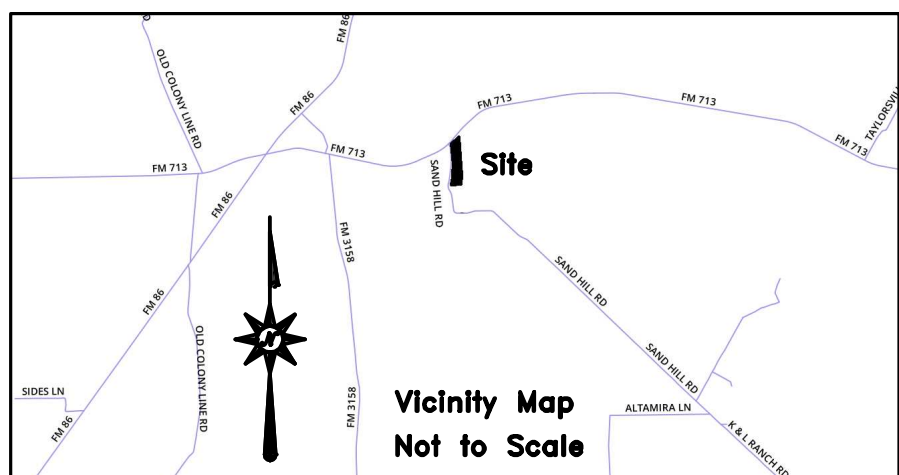 FM 86
OLD COLONY LINE RD
FM 86
FM 713
FM 713
TAYLORSVIL
FM 713
FM 713
FM 713
SAND HILL RD
Site
FM 86
FM 3158
SAND HILL RD
FM 86
N
OLD COLONY LINE RD
SAND HILL RD
SIDES LN
FM 3158
Vicinity Map
ALTAMIRA LN
FM 86
Not to Scale
K & L RANCH RD